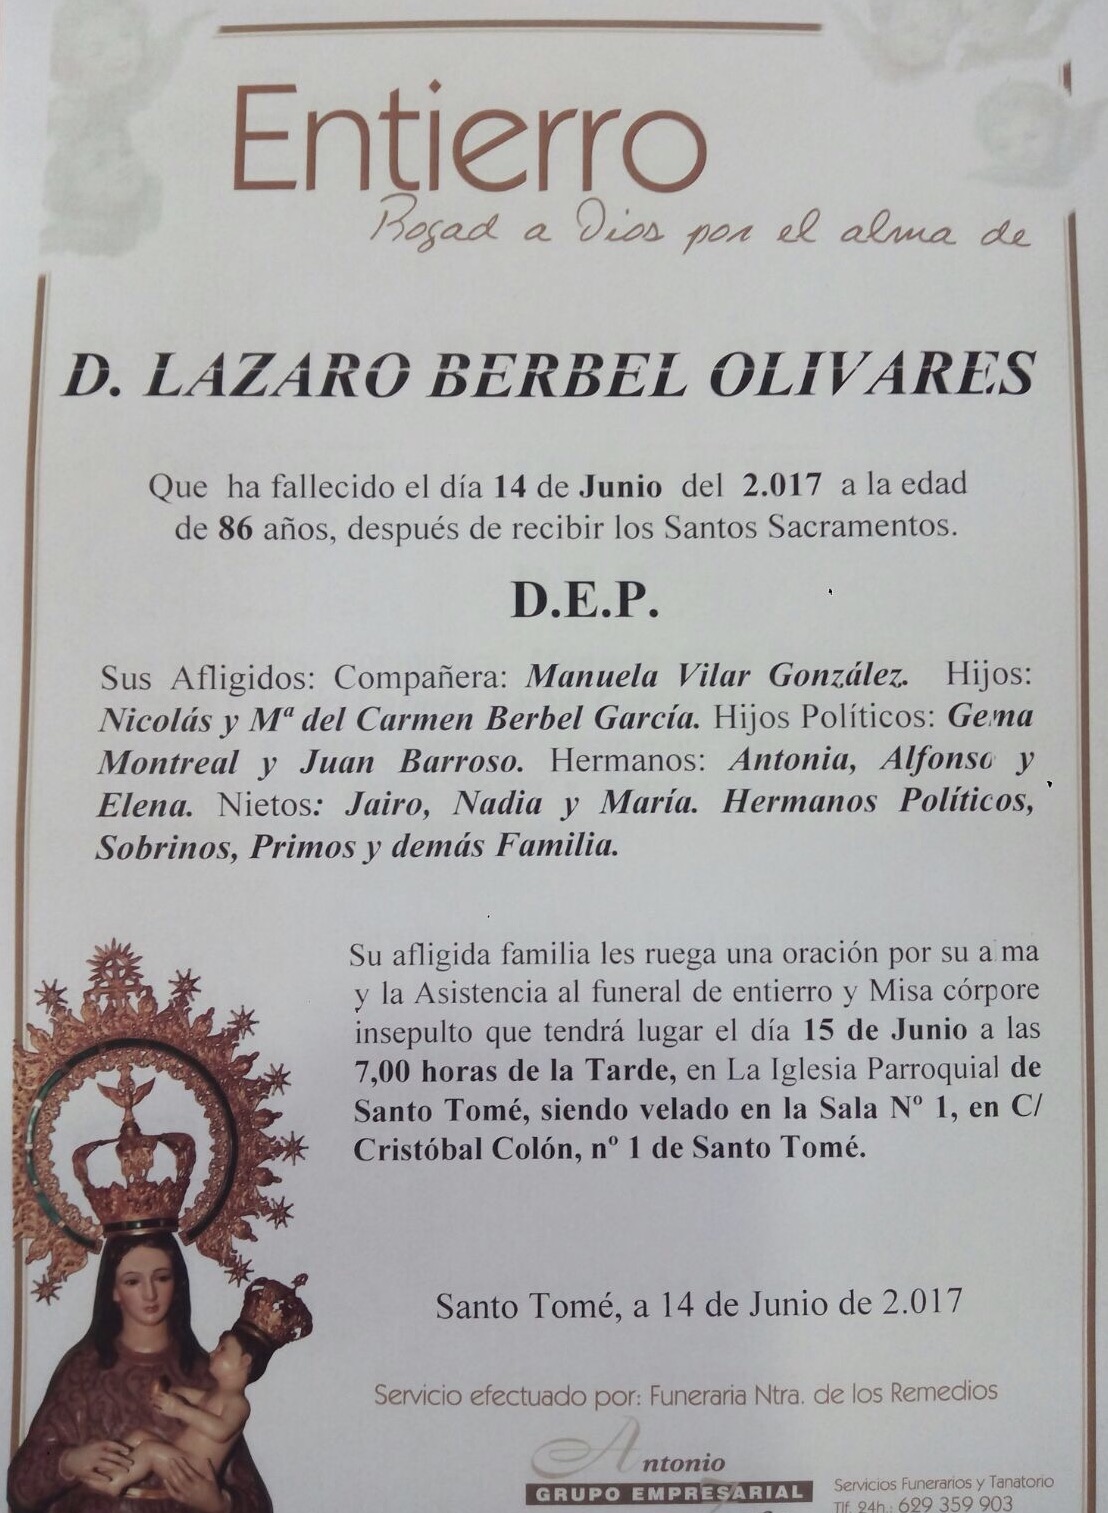 Entierro
Rogad a Dios por el alma de
D. LAZARO BERBEL OLIVARES
Que ha fallecido el día 14 de Junio del 2.017 a la edad
de 86 años, después de recibir los Santos Sacramentos.
D.E.P.
Sus Afligidos: Compañera: Manuela Vilar González. Hijos:
Nicolás y Mª del Carmen Berbel García. Hijos Políticos: Gema
Montreal y Juan Barroso. Hermanos: Antonia, Alfonso y
Elena. Nietos: Jairo, Nadia y María. Hermanos Políticos,
Sobrinos, Primos y demás Familia.
Su afligida familia les ruega una oración por su alma
y la Asistencia al funeral de entierro y Misa córpore
insepulto que tendrá lugar el día 15 de Junio a las
7,00 horas de la Tarde, en La Iglesia Parroquial de
Santo Tomé, siendo velado en la Sala Nº 1, en C/
Cristóbal Colón, nº 1 de Santo Tomé.
Santo Tomé, a 14 de Junio de 2.017
Servicio efectuado por: Funeraria Ntra. de los Remedios
Antonio
GRUPO EMPRESARIAL
Servicios Funerarios y Tanatorio
Tlf. 24h.: 629 359 903